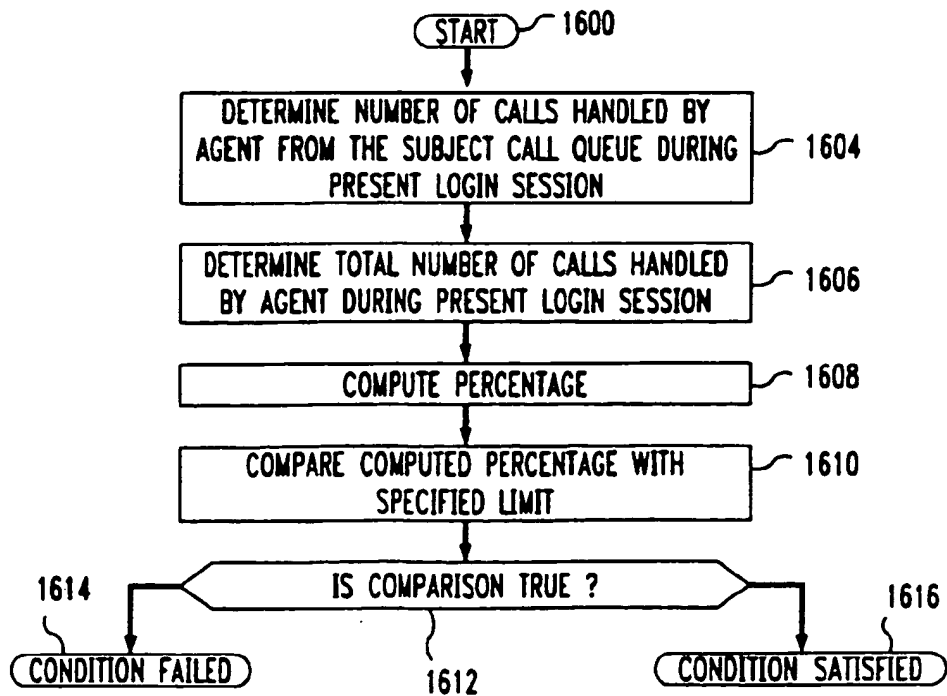 START
1600
DETERMINE NUMBER OF CALLS HANDLED BY
AGENT FROM THE SUBJECT CALL QUEUE DURING
PRESENT LOGIN SESSION
1604
DETERMINE TOTAL NUMBER OF CALLS HANDLED
BY AGENT DURING PRESENT LOGIN SESSION
1606
COMPUTE PERCENTAGE
1608
COMPARE COMPUTED PERCENTAGE WITH
SPECIFIED LIMIT
1610
IS COMPARISON TRUE ?
1612
1614
CONDITION FAILED
1616
CONDITION SATISFIED